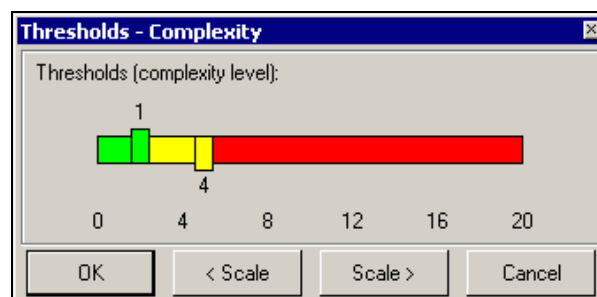 Thresholds - Complexity
Thresholds (complexity level):
1
4
0 4 8 12 16 20
OK < Scale Scale > Cancel